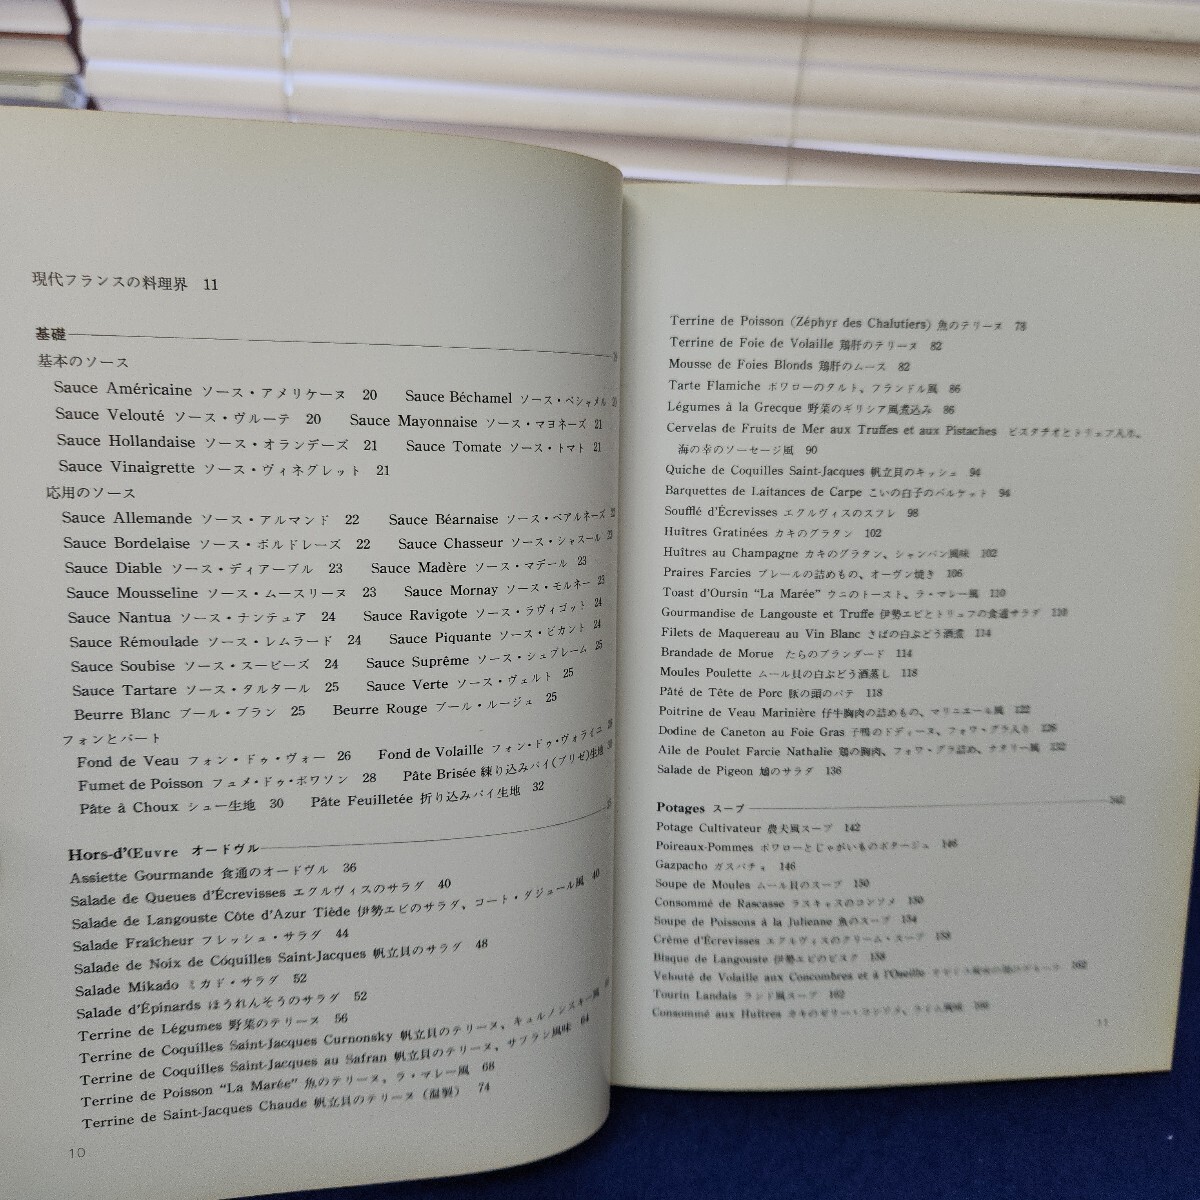 現代フランスの料理界 11
基礎
基本のソース
Sauce Américaine ソース・アメリケーヌ 20 Sauce Béchamel ソース・ベシャメル
Sauce Velouté ソース・ヴルーテ 20 Sauce Mayonnaise ソース・マヨネーズ 21
Sauce Hollandaise ソース・オランデーズ 21 Sauce Tomate ソース・トマト 21
Sauce Vinaigrette ソース・ヴィネグレット 21
応用のソース
Sauce Allemande ソース・アルマンド 22 Sauce Béarnaise ソース・ベアルネーズ 22
Sauce Bordelaise ソース・ボルドレーズ 22 Sauce Chasseur ソース・シャスール 23
Sauce Diable ソース・ディアーブル 23 Sauce Madère ソース・マデール 23
Sauce Mousseline ソース・ムースリーヌ 23 Sauce Mornay ソース・モルネー 23
Sauce Nantua ソース・ナンテュア 24 Sauce Ravigote ソース・ラヴィゴット 24
Sauce Rémoulade ソース・レムラード 24 Sauce Piquante ソース・ピカント 24
Sauce Soubise ソース・スービーズ 24 Sauce Suprême ソース・シュプレーム 25
Sauce Tartare ソース・タルタール 25 Sauce Verte ソース・ヴェルト 25
Beurre Blanc ブール・ブラン 25 Beurre Rouge ブール・ルージュ 25
フォンとパート
Fond de Veau フォン・ドゥ・ヴォー 26 Fond de Volaille フォン・ドゥ・ヴォライユ
Fumet de Poisson フュメ・ドゥ・ポワソン 28 Pâte Brisée 練り込みパイ(ブリゼ)生地 30
Pâte à Choux シュー生地 30 Pâte Feuilletée 折り込みパイ生地 32
Hors-d'Œuvre オードヴル
Assiette Gourmande 食通のオードヴル 36
Salade de Queues d'Écrevisses エクルヴィスのサラダ 40
Salade de Langouste Côte d'Azur Tiède 伊勢エビのサラダ、コート・ダジュール風 40
Salade Fraîcheur フレッシュ・サラダ 44
Salade de Noix de Cóquilles Saint-Jacques 帆立貝のサラダ 48
Salade Mikado ミカド・サラダ 52
Salade d'Épinards ほうれんそうのサラダ 52
Terrine de Légumes 野菜のテリーヌ 56
Terrine de Coquilles Saint-Jacques Curnonsky 帆立貝のテリーヌ、キュルノンスキー風
Terrine de Coquilles Saint-Jacques au Safran 帆立貝のテリーヌ、サフラン風味 64
Terrine de Poisson “La Marée” 魚のテリーヌ、ラ・マレー風 68
Terrine de Saint-Jacques Chaude 帆立貝のテリーヌ (温製) 74
10
Terrine de Poisson (Zéphyr des Chalutiers) 魚のテリーヌ 78
Terrine de Foie de Volaille 鶏肝のテリーヌ 82
Mousse de Foies Blonds 鶏肝のムース 82
Tarte Flamiche ポワローのタルト、フランドル風 86
Légumes à la Grecque 野菜のギリシア風煮込み 86
Cervelas de Fruits de Mer aux Truffes et aux Pistaches ピスタチオとトリュフ入り、
海の幸のソーセージ風 90
Quiche de Coquilles Saint-Jacques 帆立貝のキッシュ 94
Barquettes de Laitances de Carpe こいの白子のバルケット 94
Soufflé d'Écrevisses エクルヴィスのスフレ 98
Huîtres Gratinées カキのグラタン 102
Huîtres au Champagne カキのグラタン、シャンパン風味 102
Praires Farcies プレールの詰めもの、オーヴン焼き 106
Toast d'Oursin “La Marée” ウニのトースト、ラ・マレー風 110
Gourmandise de Langouste et Truffe 伊勢エビとトリュフの食通サラダ 110
Filets de Maquereau au Vin Blanc さばの白ぶどう酒煮 114
Brandade de Morue たらのブランダード 114
Moules Poulette ムール貝の白ぶどう酒蒸し 118
Pâté de Tête de Porc 豚の頭のパテ 118
Poitrine de Veau Marinière 仔牛胸肉の詰めもの、マリニエール風 122
Dodine de Caneton au Foie Gras 子鴨のドディーヌ、フォワ・グラ入り 126
Aile de Poulet Farcie Nathalie 鶏の胸肉、フォワ・グラ詰め、ナタリー風 132
Salade de Pigeon 鳩のサラダ 136
Potages スープ
Potage Cultivateur 農夫風スープ 142
Poireaux-Pommes ポワローとじゃがいものポタージュ 146
Gazpacho ガスパチョ 146
Soupe de Moules ムール貝のスープ 150
Consommé de Rascasse ラスキャスのコンソメ 150
Soupe de Poissons à la Julienne 魚のスープ 154
Crème d'Écrevisses エクルヴィスのクリーム・スープ 158
Bisque de Langouste 伊勢エビのビスク 158
Velouté de Volaille aux Concombres et à l'Oseille 162
Tourin Landais ランド風スープ 162
Consommé aux Huîtres
11